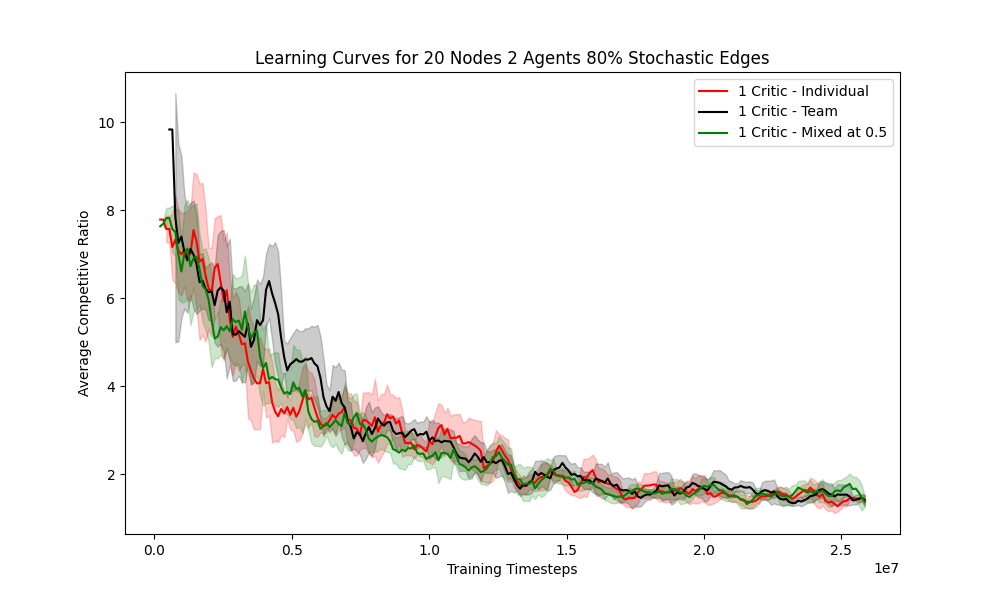 Learning Curves for 20 Nodes 2 Agents 80% Stochastic Edges
1 Critic - Individual
1 Critic - Team
1 Critic - Mixed at 0.5
Average Competitive Ratio
10
8
6
4
2
0.0 0.5 1.0 1.5 2.0 2.5
1e7
Training Timesteps